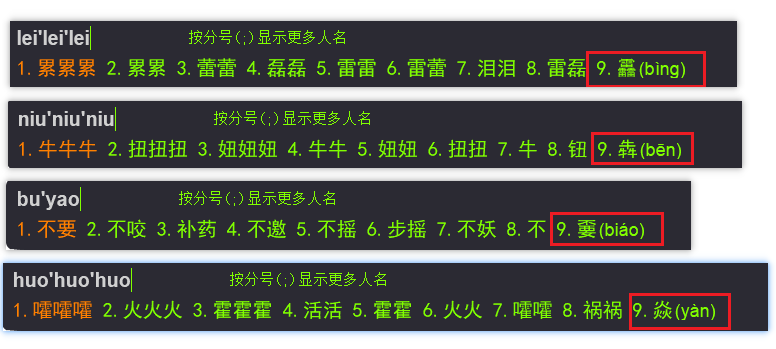 lei'lei'lei 按分号(;)显示更多人名
1. 累累累 2. 累累 3. 蕾蕾 4. 磊磊 5. 雷雷 6. 雷蕾 7. 泪泪 8. 雷磊 9. 靐(bìng)
niu'niu'niu 按分号(;)显示更多人名
1. 牛牛牛 2. 扭扭扭 3. 妞妞妞 4. 牛牛 5. 妞妞 6. 扭扭 7. 牛 8. 钮 9. 犇(bēn)
bu'yao 按分号(;)显示更多人名
1. 不要 2. 不咬 3. 补药 4. 不邀 5. 不摇 6. 步摇 7. 不妖 8. 不 9. 嫑(biáo)
huo'huo'huo 按分号(;)显示更多人名
1. 嚯嚯嚯 2. 火火火 3. 霍霍霍 4. 活活 5. 霍霍 6. 火火 7. 嚯嚯 8. 祸祸 9. 焱(yàn)